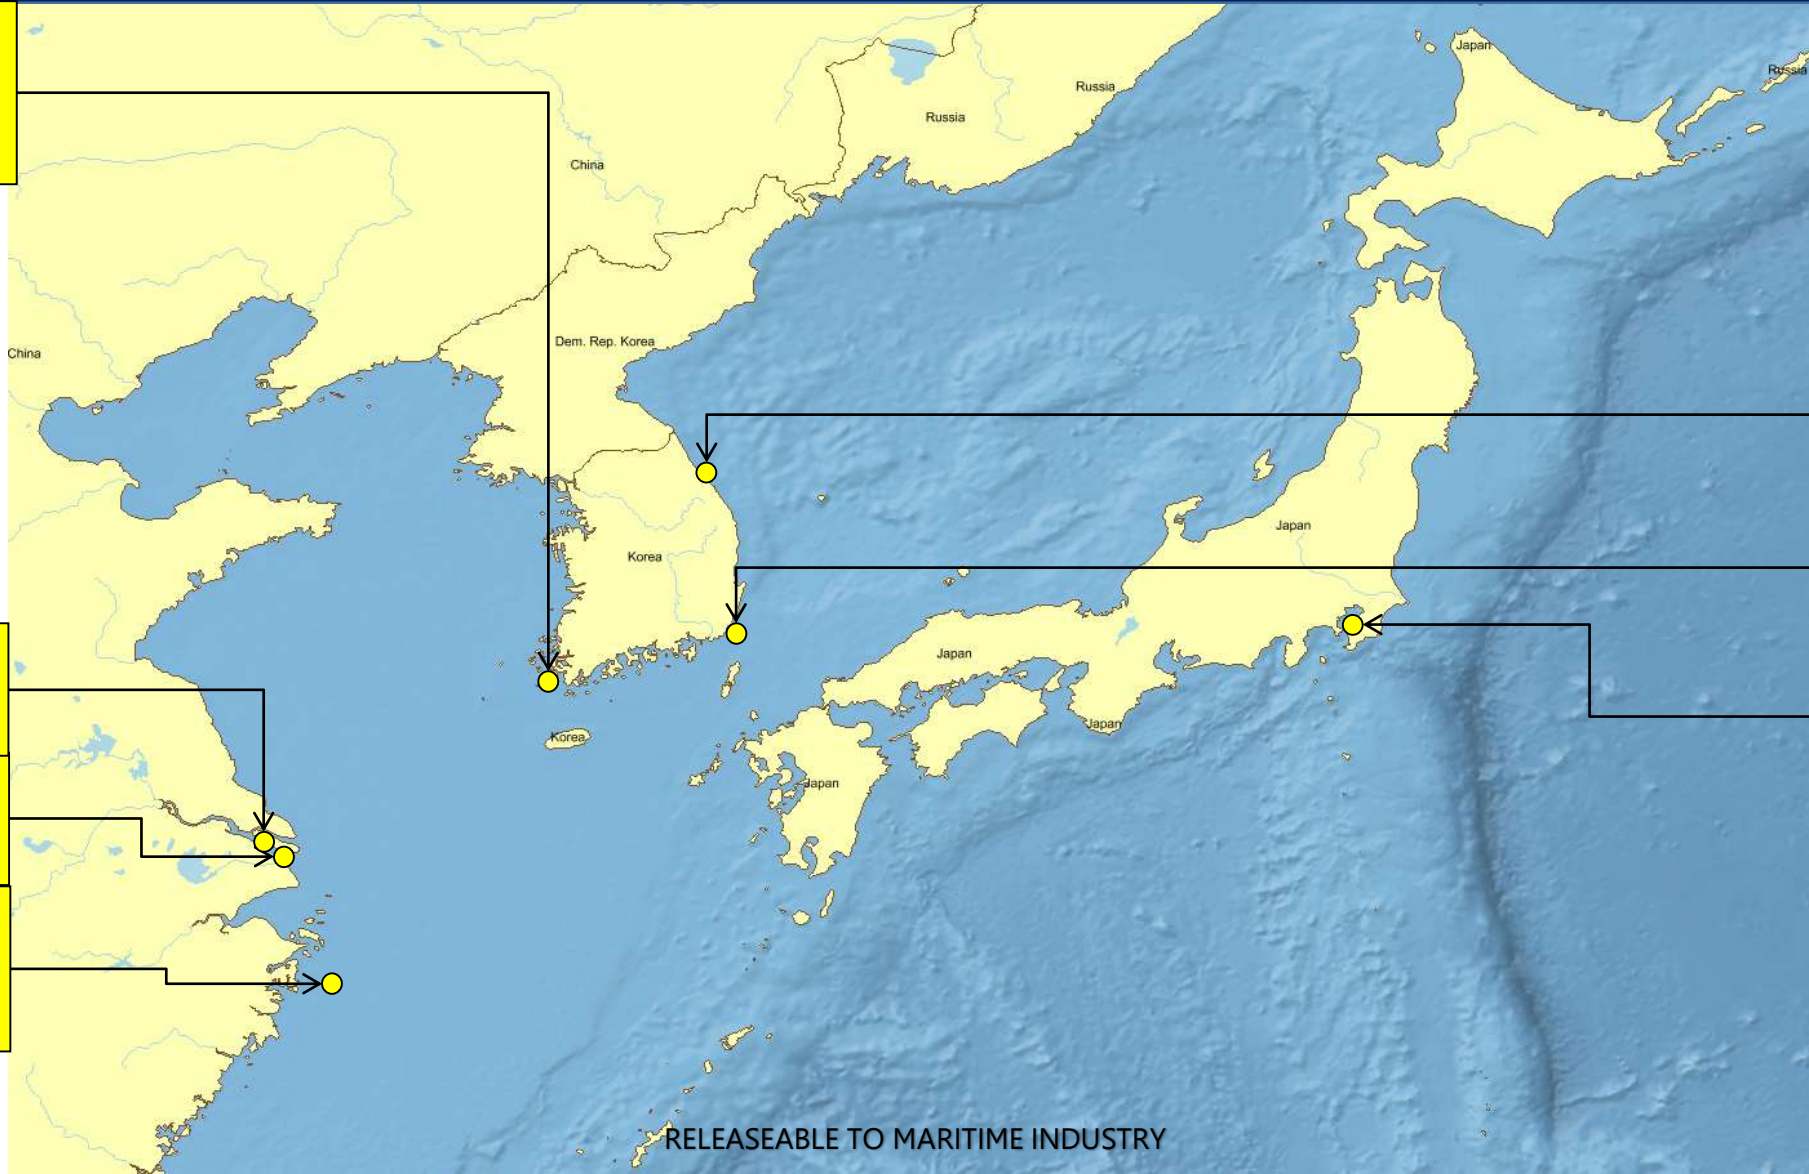 Japan
Russia
Russia
Russia
China
Dem. Rep. Korea
China
Japan
Korea
Japan
Japan
Korea
Japan
RELEASEABLE TO MARITIME INDUSTRY